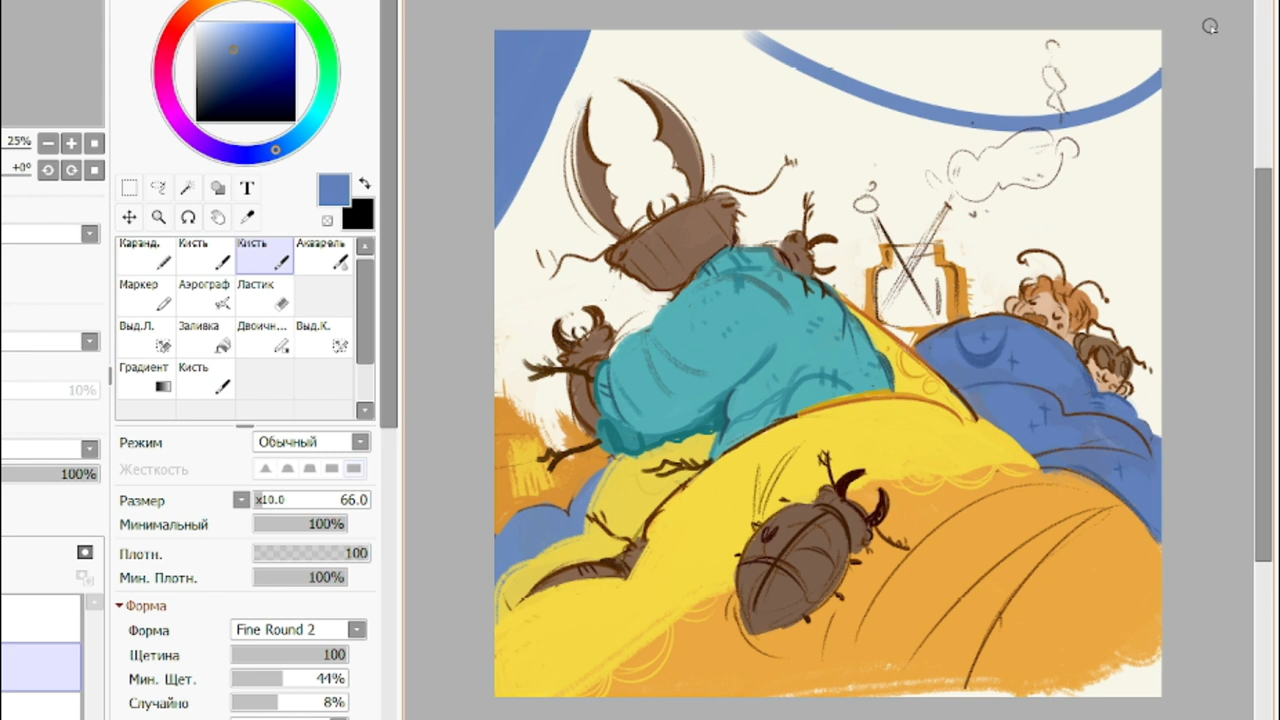 25%
+0°
T
Каранд. Кисть Кисть Акварель
Маркер Аэрограф Ластик
Выд.Л. Заливка Двоичн... Выд.К.
Градиент Кисть
10%
100%
Режим Обычный
Жесткость
Размер x10.0 66.0
Минимальный 100%
Плотн. 100
Мин. Плотн. 100%
Форма
Форма Fine Round 2
Щетина 100
Мин. Щет. 44%
Случайно 8%